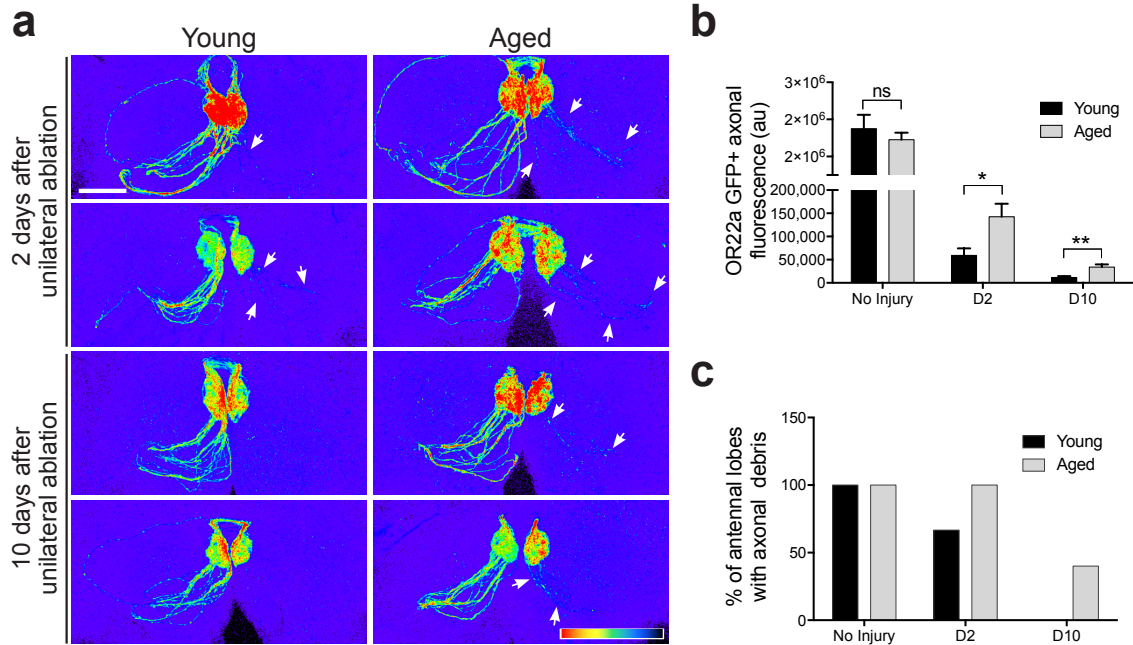 a
Young
Aged
2 days after
unilateral ablation
10 days after
unilateral ablation
b
OR22a GFP+ axonal
fluorescence (au)
3×10⁶
2×10⁶
2×10⁶
200,000
150,000
100,000
50,000
0
ns
*
**
Young
Aged
No Injury
D2
D10
c
% of antennal lobes
with axonal debris
150
100
50
0
Young
Aged
No Injury
D2
D10